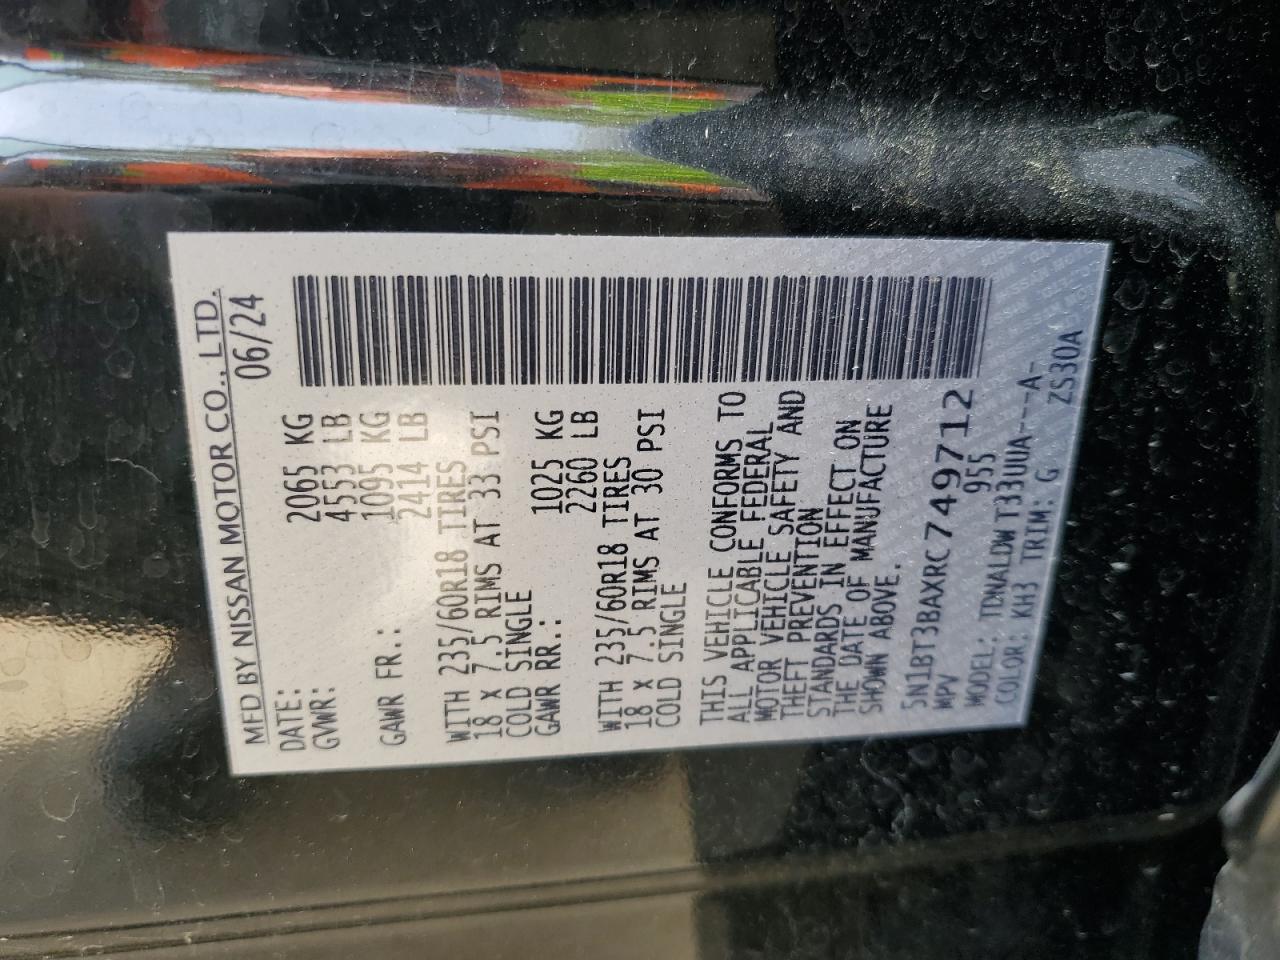 MFD BY NISSAN MOTOR CO., LTD.
DATE: 06/24
GVWR: 2065 KG
4553 LB
GAWR FR.: 1095 KG
2414 LB
WITH 235/60R18 TIRES
18 x 7.5 RIMS AT 33 PSI
COLD SINGLE
GAWR RR.: 1025 KG
2260 LB
WITH 235/60R18 TIRES
18 x 7.5 RIMS AT 30 PSI
COLD SINGLE
THIS VEHICLE CONFORMS TO
ALL APPLICABLE FEDERAL
MOTOR VEHICLE SAFETY AND
THEFT PREVENTION
STANDARDS IN EFFECT ON
THE DATE OF MANUFACTURE
SHOWN ABOVE.
5N1BT3BAXRC749712
MPV 955
MODEL: TDNALDWT33UUA---A-
COLOR: KH3 TRIM: G ZS30A